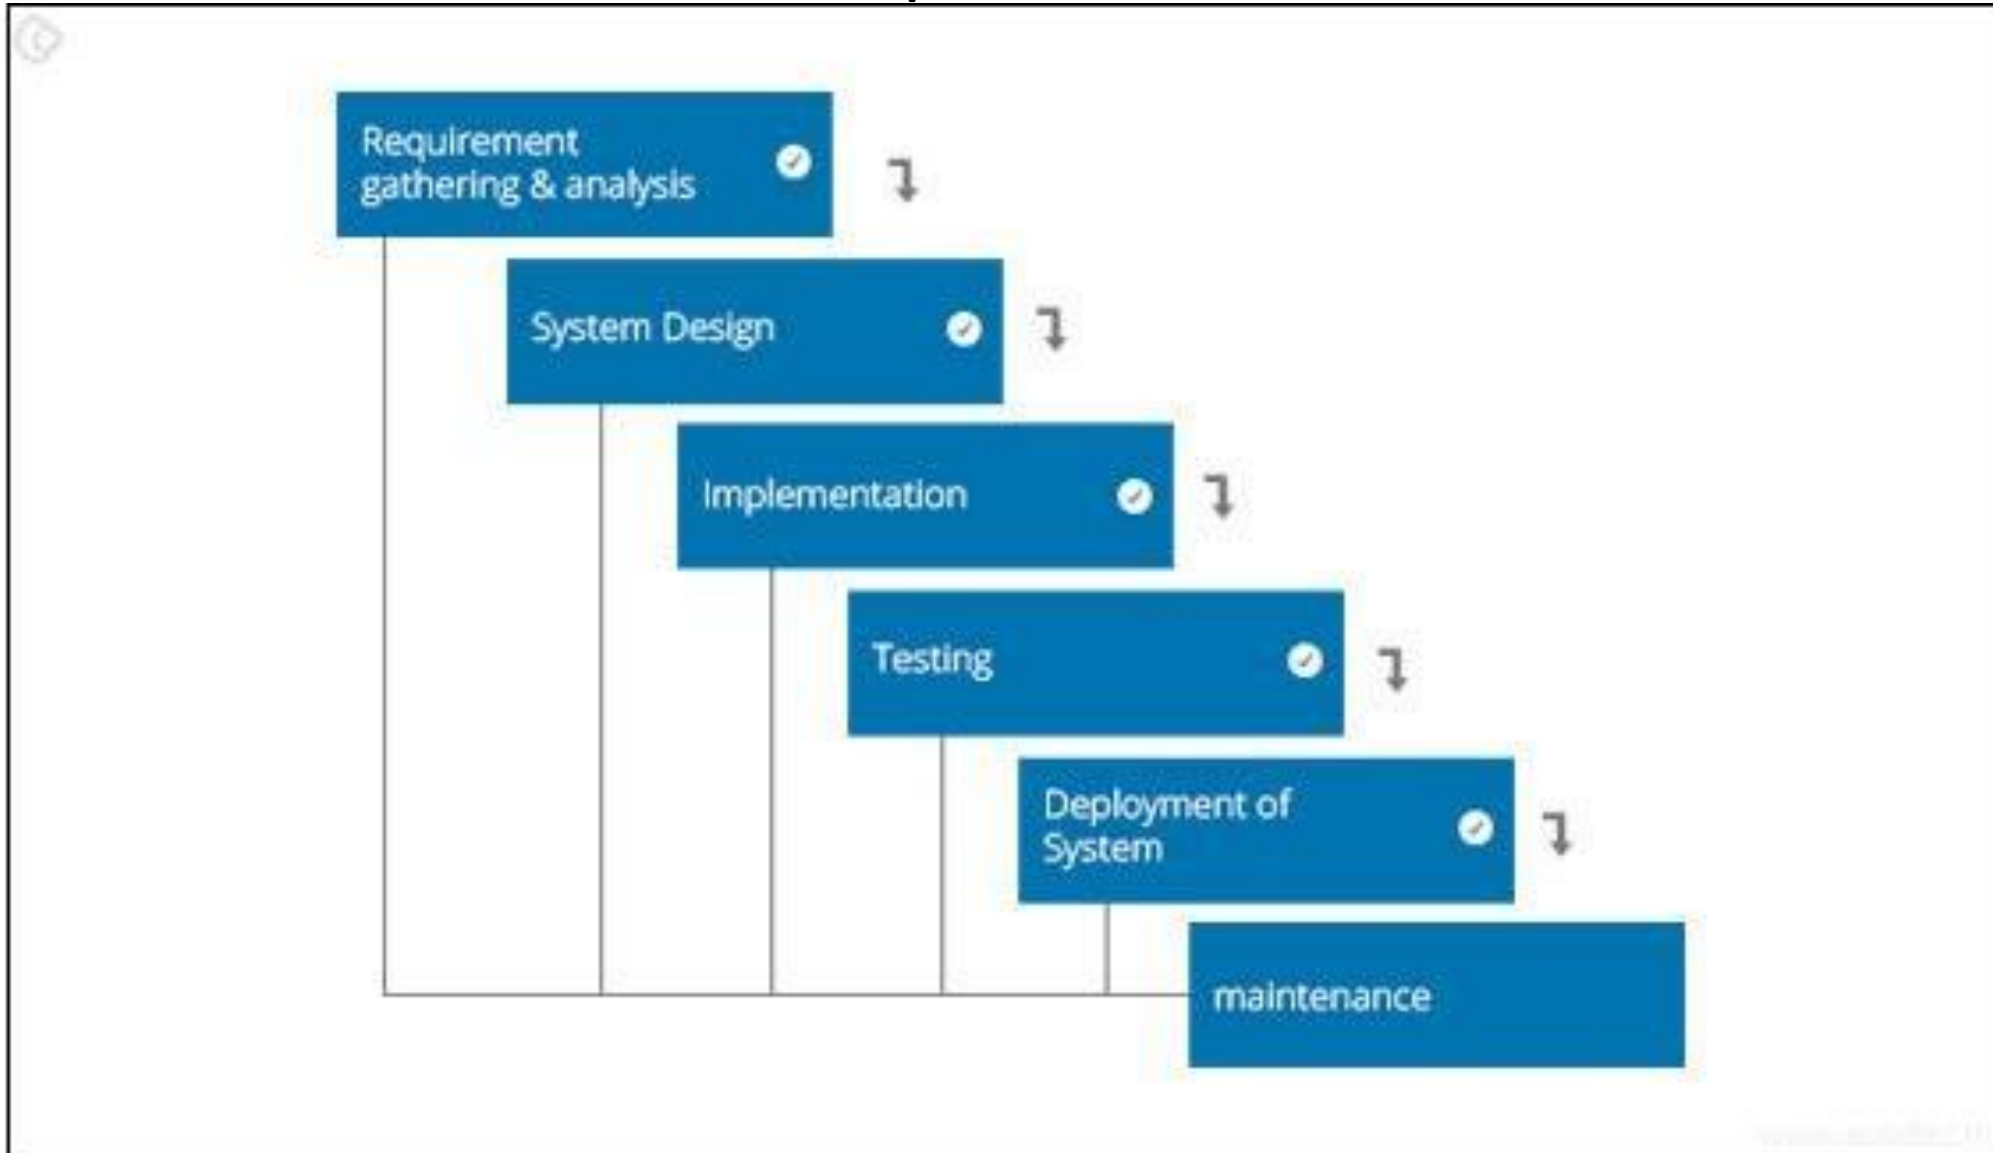 Requirement
gathering & analysis
System Design
Implementation
Testing
Deployment of
System
maintenance